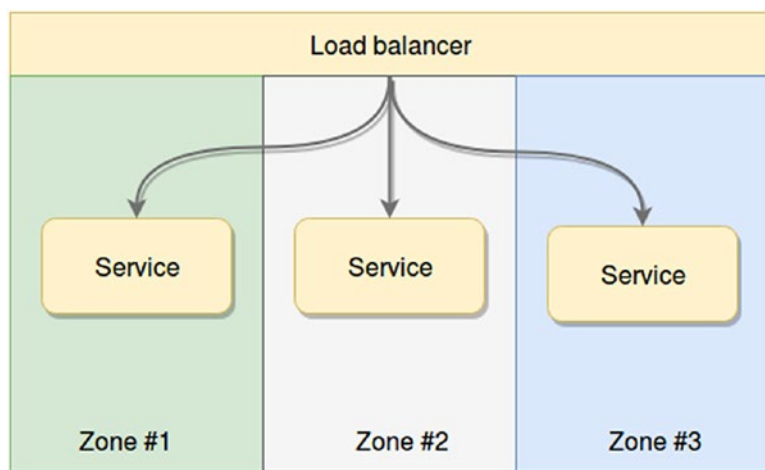 Load balancer
Service
Service
Service
Zone #1
Zone #2
Zone #3